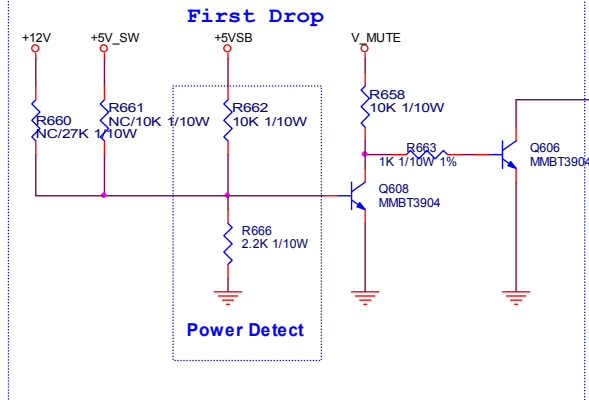 First Drop
+12V
+5V_SW
+5VSB
V_MUTE
R660
NC/27K 1/10W
R661
NC/10K 1/10W
R662
10K 1/10W
R658
10K 1/10W
R663
1K 1/10W 1%
Q606
MMBT3904
Q608
MMBT3904
R666
2.2K 1/10W
Power Detect